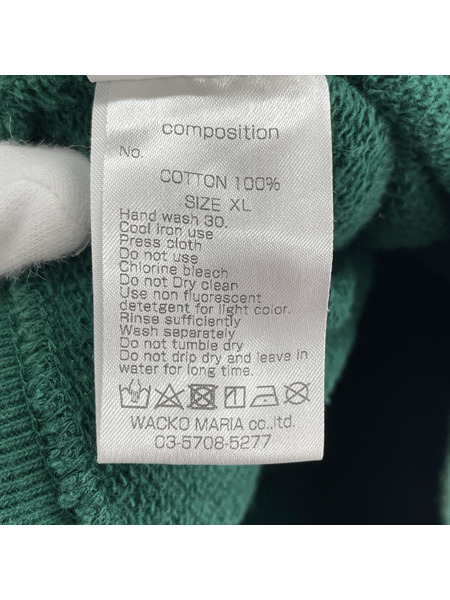 composition
No.
COTTON 100%
SIZE XL
Hand wash 30.
Cool iron use
Press cloth
Do not use
Chlorine bleach
Do not Dry clean
Use non fluorescent
detetgent for light color.
Rinse sufficiently
Wash separately
Do not tumble dry
Do not drip dry and leave in
water for long time.
WACKO MARIA co.,ltd.
03-5708-5277